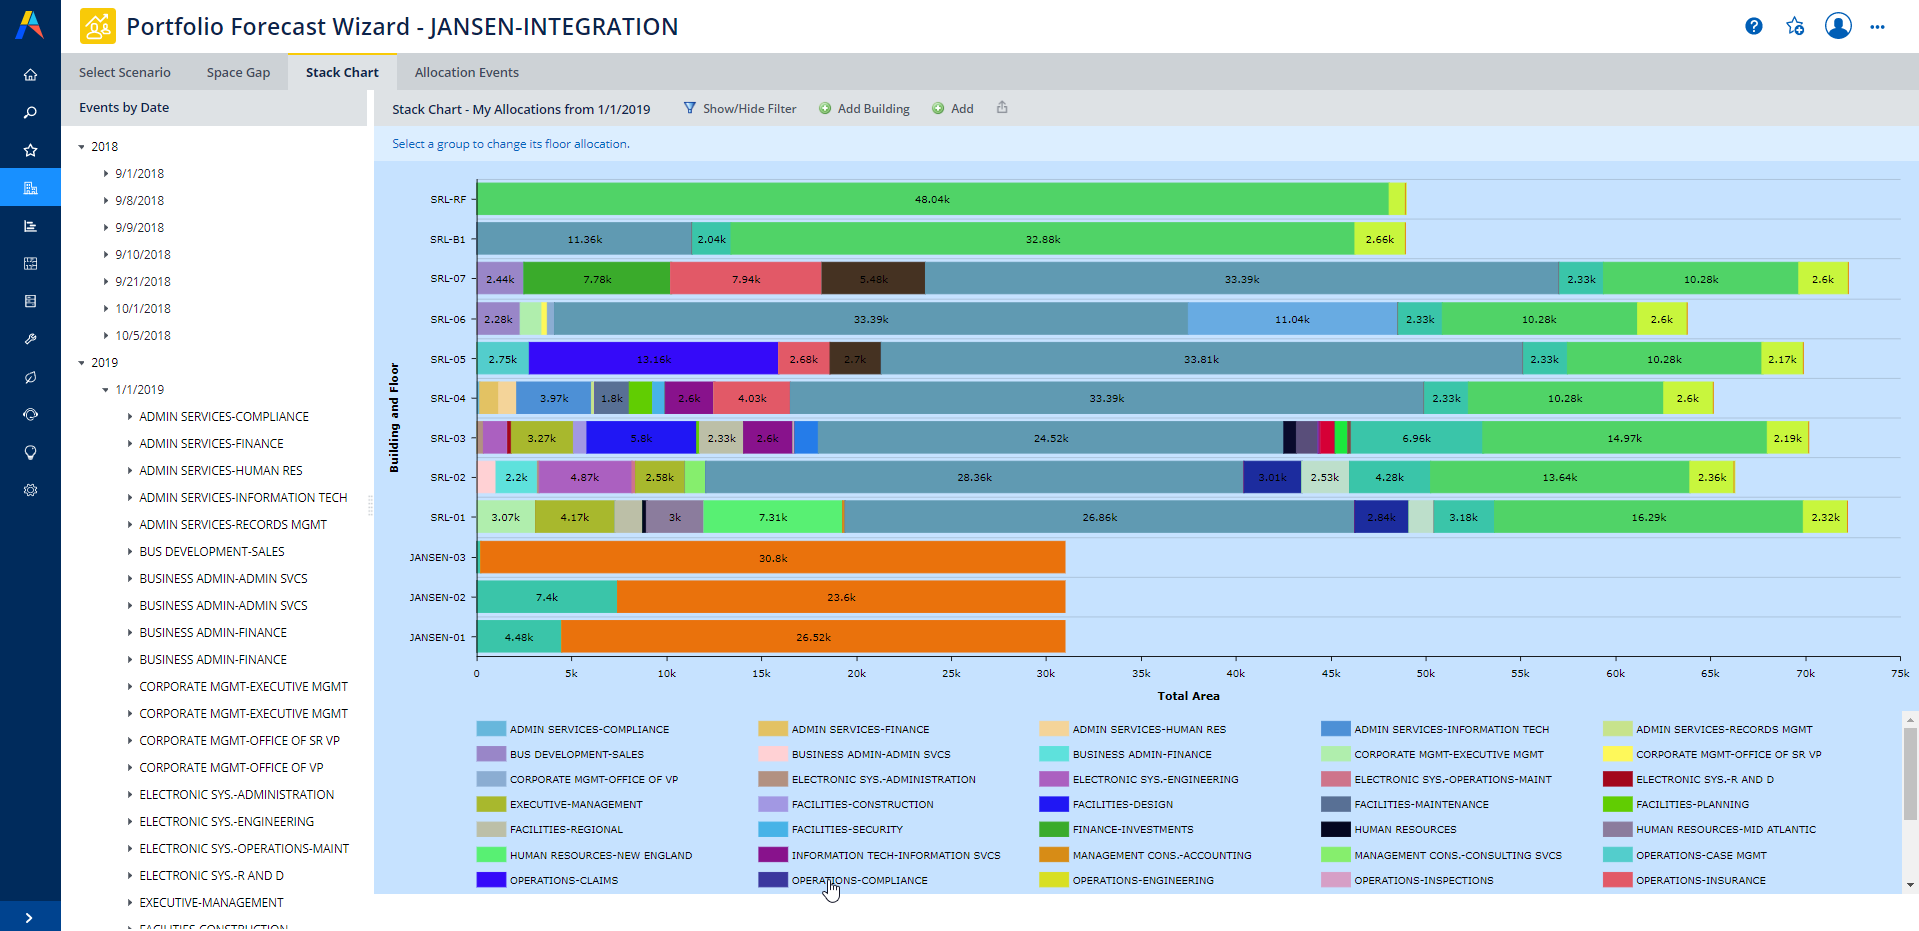 Portfolio Forecast Wizard - JANSEN-INTEGRATION
Select Scenario Space Gap Stack Chart Allocation Events
Events by Date
2018
9/1/2018
9/8/2018
9/9/2018
9/10/2018
9/21/2018
10/1/2018
10/5/2018
2019
1/1/2019
ADMIN SERVICES-COMPLIANCE
ADMIN SERVICES-FINANCE
ADMIN SERVICES-HUMAN RES
ADMIN SERVICES-INFORMATION TECH
ADMIN SERVICES-RECORDS MGMT
BUS DEVELOPMENT-SALES
BUSINESS ADMIN-ADMIN SVCS
BUSINESS ADMIN-ADMIN SVCS
BUSINESS ADMIN-FINANCE
BUSINESS ADMIN-FINANCE
CORPORATE MGMT-EXECUTIVE MGMT
CORPORATE MGMT-EXECUTIVE MGMT
CORPORATE MGMT-OFFICE OF SR VP
CORPORATE MGMT-OFFICE OF VP
ELECTRONIC SYS.-ADMINISTRATION
ELECTRONIC SYS.-ENGINEERING
ELECTRONIC SYS.-OPERATIONS-MAINT
ELECTRONIC SYS.-R AND D
EXECUTIVE-MANAGEMENT
FACILITIES-CONSTRUCTION
Stack Chart - My Allocations from 1/1/2019 Show/Hide Filter Add Building Add
Select a group to change its floor allocation.
Building and Floor
SRL-RF 48.04k
SRL-B1 11.36k 2.04k 32.88k 2.66k
SRL-07 2.44k 7.78k 7.94k 5.48k 33.39k 2.33k 10.28k 2.6k
SRL-06 2.28k 33.39k 11.04k 2.33k 10.28k 2.6k
SRL-05 2.75k 13.16k 2.68k 2.7k 33.81k 2.33k 10.28k 2.17k
SRL-04 3.97k 1.8k 2.6k 4.03k 33.39k 2.33k 10.28k 2.6k
SRL-03 3.27k 5.8k 2.33k 2.6k 24.52k 6.96k 14.97k 2.19k
SRL-02 2.2k 4.87k 2.58k 28.36k 3.01k 2.53k 4.28k 13.64k 2.36k
SRL-01 3.07k 4.17k 3k 7.31k 26.86k 2.84k 3.18k 16.29k 2.32k
JANSEN-03 30.8k
JANSEN-02 7.4k 23.6k
JANSEN-01 4.48k 26.52k
0 5k 10k 15k 20k 25k 30k 35k 40k 45k 50k 55k 60k 65k 70k 75k
Total Area
ADMIN SERVICES-COMPLIANCE ADMIN SERVICES-FINANCE ADMIN SERVICES-HUMAN RES ADMIN SERVICES-INFORMATION TECH ADMIN SERVICES-RECORDS MGMT
BUS DEVELOPMENT-SALES BUSINESS ADMIN-ADMIN SVCS BUSINESS ADMIN-FINANCE CORPORATE MGMT-EXECUTIVE MGMT CORPORATE MGMT-OFFICE OF SR VP
CORPORATE MGMT-OFFICE OF VP ELECTRONIC SYS.-ADMINISTRATION ELECTRONIC SYS.-ENGINEERING ELECTRONIC SYS.-OPERATIONS-MAINT ELECTRONIC SYS.-R AND D
EXECUTIVE-MANAGEMENT FACILITIES-CONSTRUCTION FACILITIES-DESIGN FACILITIES-MAINTENANCE FACILITIES-PLANNING
FACILITIES-REGIONAL FACILITIES-SECURITY FINANCE-INVESTMENTS HUMAN RESOURCES HUMAN RESOURCES-MID ATLANTIC
HUMAN RESOURCES-NEW ENGLAND INFORMATION TECH-INFORMATION SVCS MANAGEMENT CONS.-ACCOUNTING MANAGEMENT CONS.-CONSULTING SVCS OPERATIONS-CASE MGMT
OPERATIONS-CLAIMS OPERATIONS-COMPLIANCE OPERATIONS-ENGINEERING OPERATIONS-INSPECTIONS OPERATIONS-INSURANCE